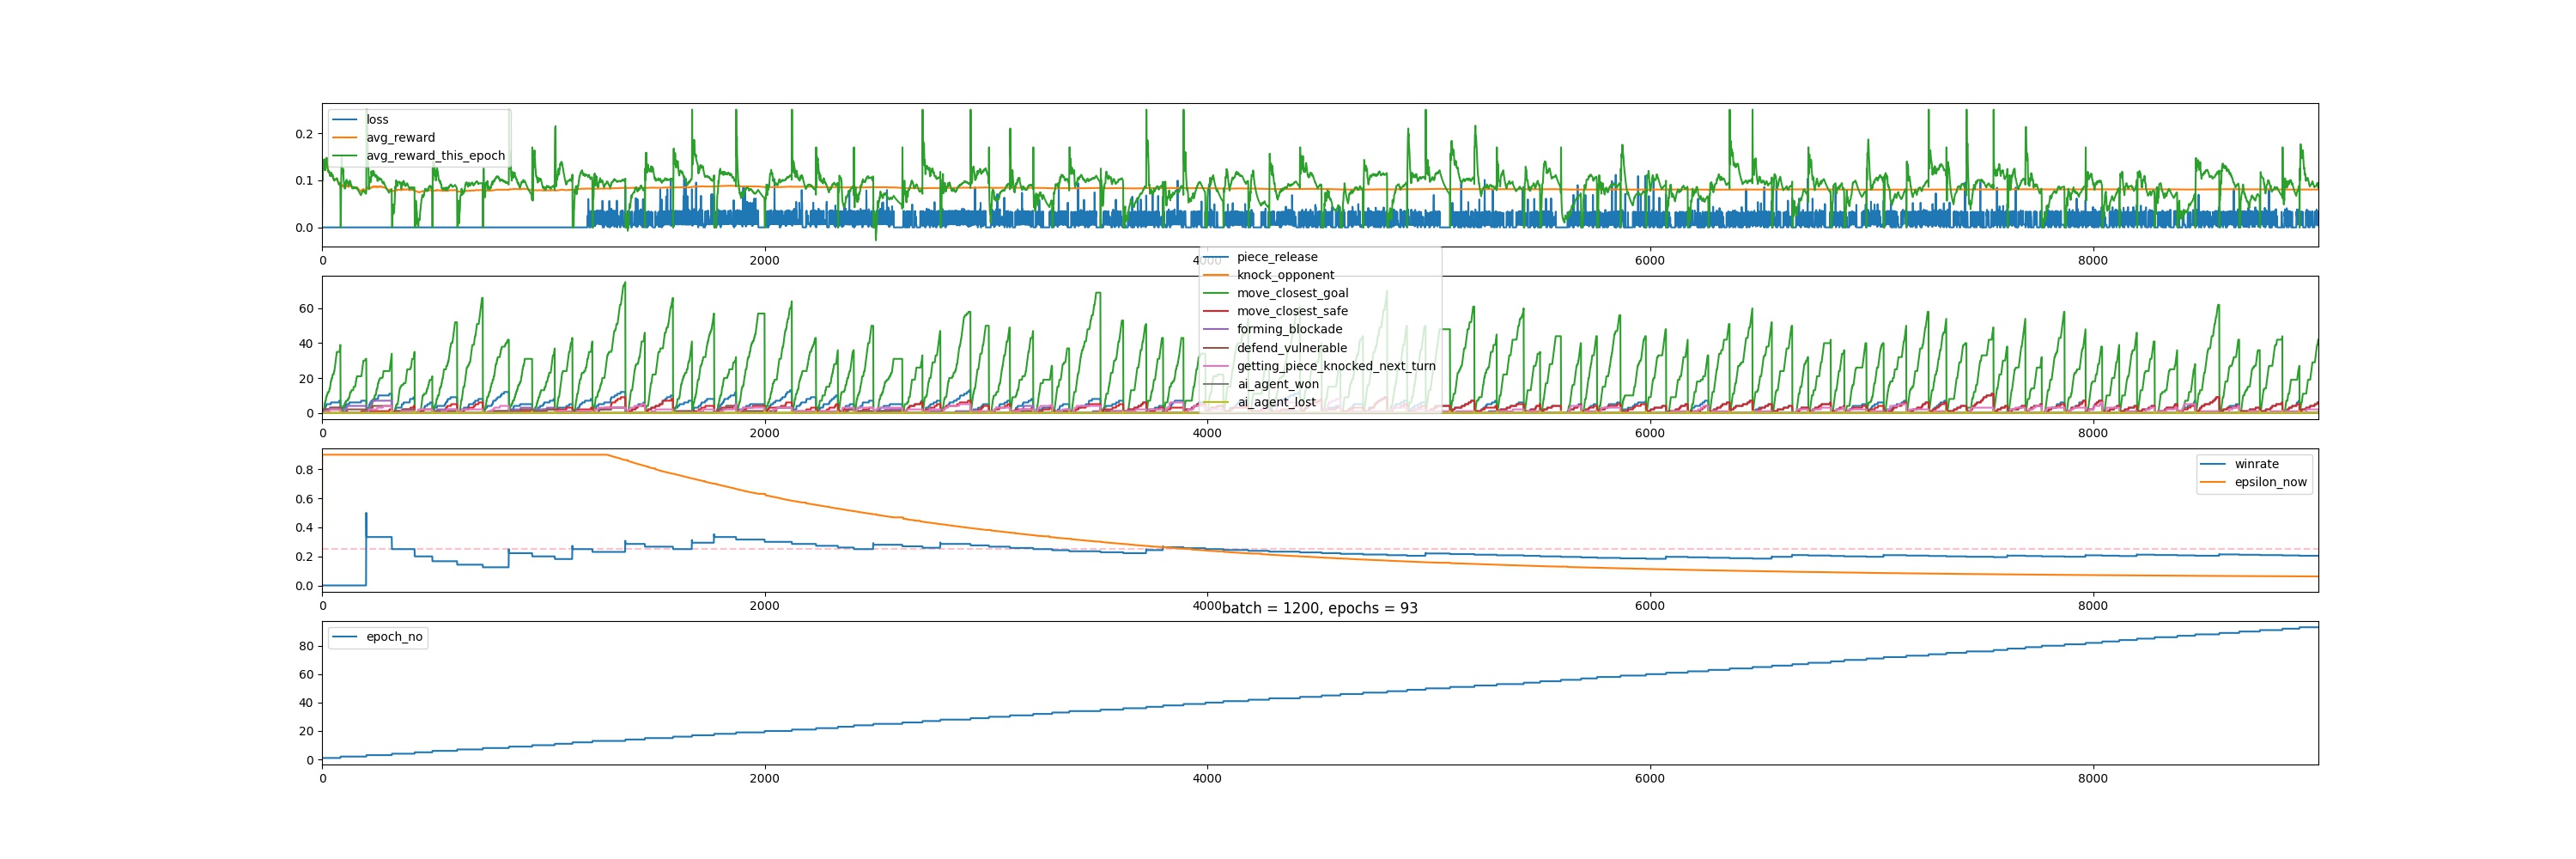 loss
avg_reward
avg_reward_this_epoch
0.2
0.1
0.0
0 2000 4000 6000 8000
piece_release
knock_opponent
move_closest_goal
move_closest_safe
forming_blockade
defend_vulnerable
getting_piece_knocked_next_turn
ai_agent_won
ai_agent_lost
60
40
20
0
0 2000 4000 6000 8000
winrate
epsilon_now
0.8
0.6
0.4
0.2
0.0
0 2000 4000 6000 8000
batch = 1200, epochs = 93
epoch_no
80
60
40
20
0
0 2000 4000 6000 8000